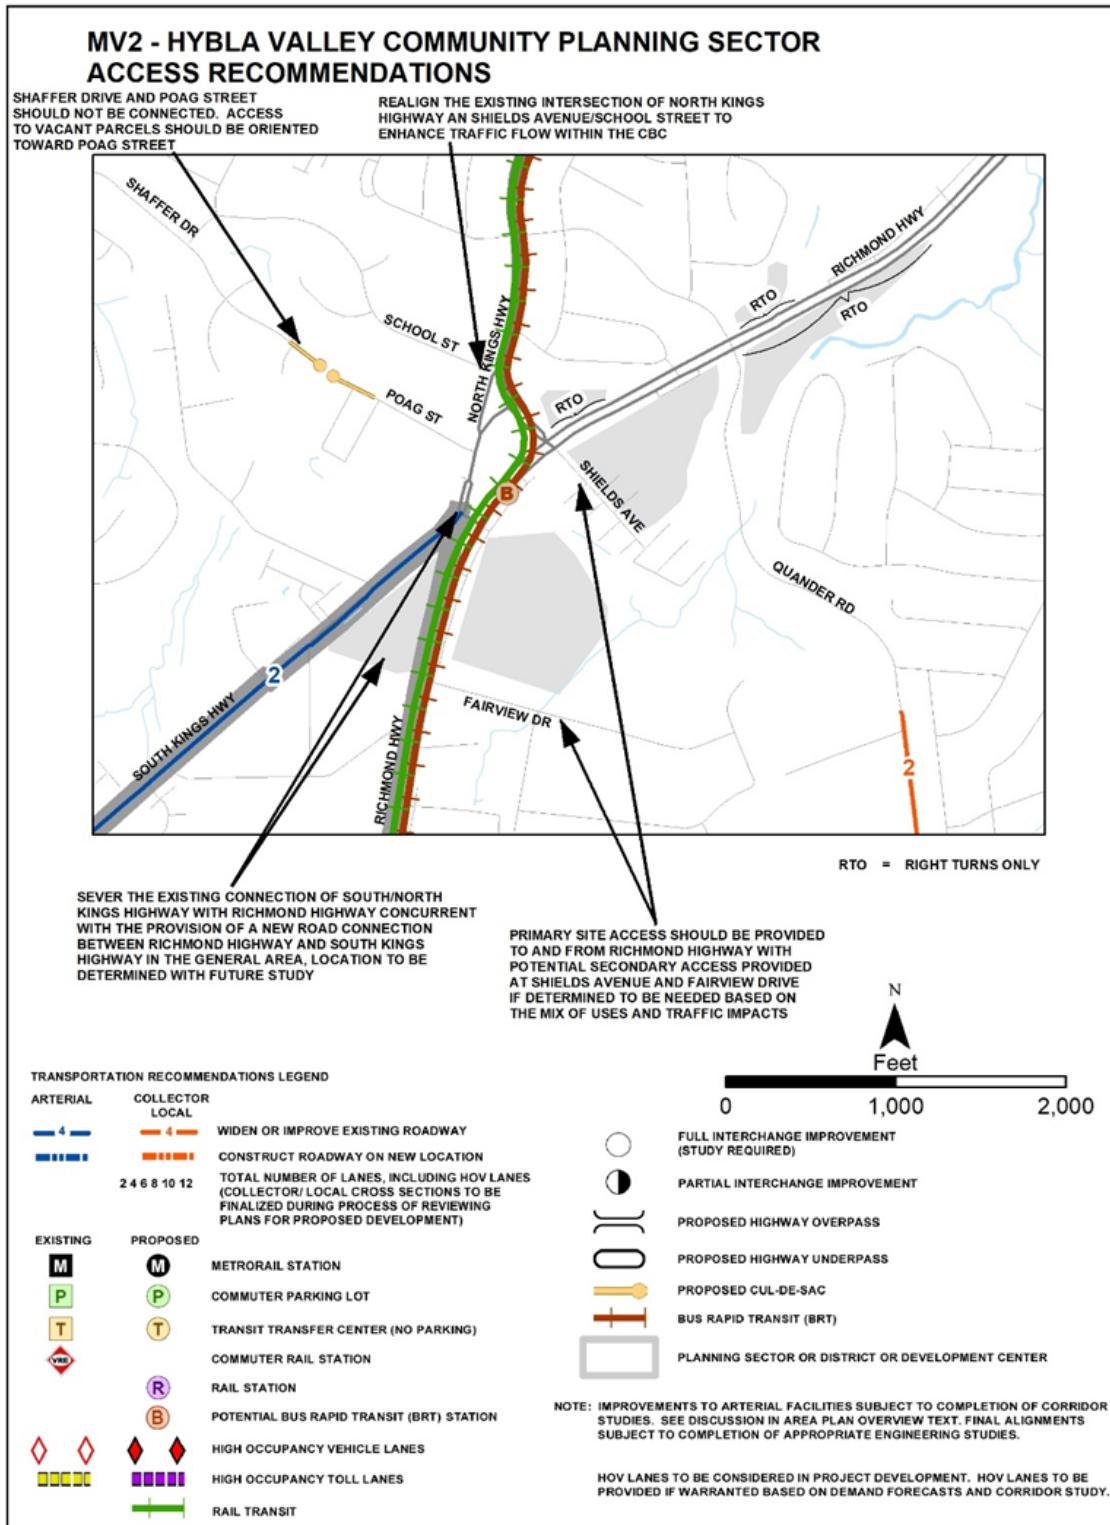 MV2 - HYBLA VALLEY COMMUNITY PLANNING SECTOR
ACCESS RECOMMENDATIONS
SHAFFER DRIVE AND POAG STREET
SHOULD NOT BE CONNECTED. ACCESS
TO VACANT PARCELS SHOULD BE ORIENTED
TOWARD POAG STREET
REALIGN THE EXISTING INTERSECTION OF NORTH KINGS
HIGHWAY AN SHIELDS AVENUE/SCHOOL STREET TO
ENHANCE TRAFFIC FLOW WITHIN THE CBC
SHAFFER DR
RICHMOND HWY
RTO
RTO
SCHOOL ST
NORTH KINGS HWY
POAG ST
RTO
SHIELDS AVE
B
QUANDER RD
2
SOUTH KINGS HWY
FAIRVIEW DR
RICHMOND HWY
2
RTO = RIGHT TURNS ONLY
SEVER THE EXISTING CONNECTION OF SOUTH/NORTH
KINGS HIGHWAY WITH RICHMOND HIGHWAY CONCURRENT
WITH THE PROVISION OF A NEW ROAD CONNECTION
BETWEEN RICHMOND HIGHWAY AND SOUTH KINGS
HIGHWAY IN THE GENERAL AREA, LOCATION TO BE
DETERMINED WITH FUTURE STUDY
PRIMARY SITE ACCESS SHOULD BE PROVIDED
TO AND FROM RICHMOND HIGHWAY WITH
POTENTIAL SECONDARY ACCESS PROVIDED
AT SHIELDS AVENUE AND FAIRVIEW DRIVE
IF DETERMINED TO BE NEEDED BASED ON
THE MIX OF USES AND TRAFFIC IMPACTS
N
Feet
0 1,000 2,000
TRANSPORTATION RECOMMENDATIONS LEGEND
ARTERIAL COLLECTOR
LOCAL
4 4 WIDEN OR IMPROVE EXISTING ROADWAY
CONSTRUCT ROADWAY ON NEW LOCATION
2 4 6 8 10 12 TOTAL NUMBER OF LANES, INCLUDING HOV LANES
(COLLECTOR/ LOCAL CROSS SECTIONS TO BE
FINALIZED DURING PROCESS OF REVIEWING
PLANS FOR PROPOSED DEVELOPMENT)
EXISTING PROPOSED
M M METRORAIL STATION
P P COMMUTER PARKING LOT
T T TRANSIT TRANSFER CENTER (NO PARKING)
VRE COMMUTER RAIL STATION
R RAIL STATION
B POTENTIAL BUS RAPID TRANSIT (BRT) STATION
HIGH OCCUPANCY VEHICLE LANES
HIGH OCCUPANCY TOLL LANES
RAIL TRANSIT
FULL INTERCHANGE IMPROVEMENT
(STUDY REQUIRED)
PARTIAL INTERCHANGE IMPROVEMENT
PROPOSED HIGHWAY OVERPASS
PROPOSED HIGHWAY UNDERPASS
PROPOSED CUL-DE-SAC
BUS RAPID TRANSIT (BRT)
PLANNING SECTOR OR DISTRICT OR DEVELOPMENT CENTER
NOTE: IMPROVEMENTS TO ARTERIAL FACILITIES SUBJECT TO COMPLETION OF CORRIDOR
STUDIES. SEE DISCUSSION IN AREA PLAN OVERVIEW TEXT. FINAL ALIGNMENTS
SUBJECT TO COMPLETION OF APPROPRIATE ENGINEERING STUDIES.
HOV LANES TO BE CONSIDERED IN PROJECT DEVELOPMENT. HOV LANES TO BE
PROVIDED IF WARRANTED BASED ON DEMAND FORECASTS AND CORRIDOR STUDY.